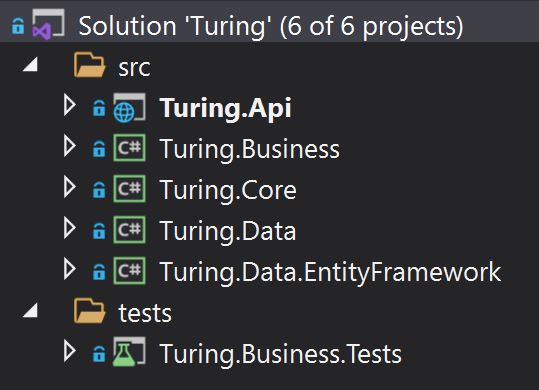 Solution 'Turing' (6 of 6 projects)
src
Turing.Api
C# Turing.Business
C# Turing.Core
C# Turing.Data
C# Turing.Data.EntityFramework
tests
Turing.Business.Tests